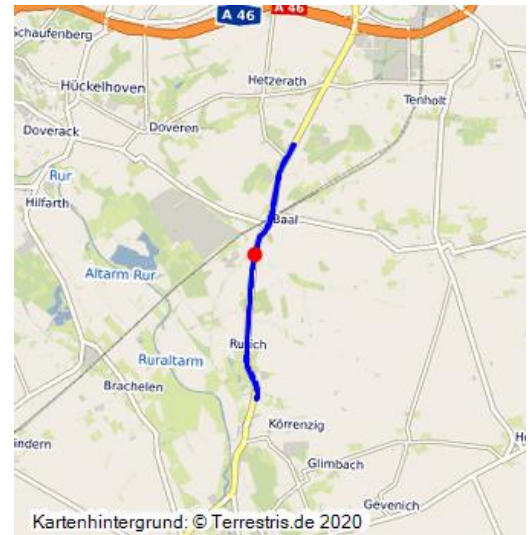 A 46
A 46
Schaufenberg
Hetzerath
Hückelhoven
Tenholt
Doveren
Doverack
Rur
Hilfarth
Baal
Altarm Rur
Ruraltarm
Brachelen
Körrenzig
indern
Glimbach
Gevenich
Kartenhintergrund: © Terrestris.de 2020